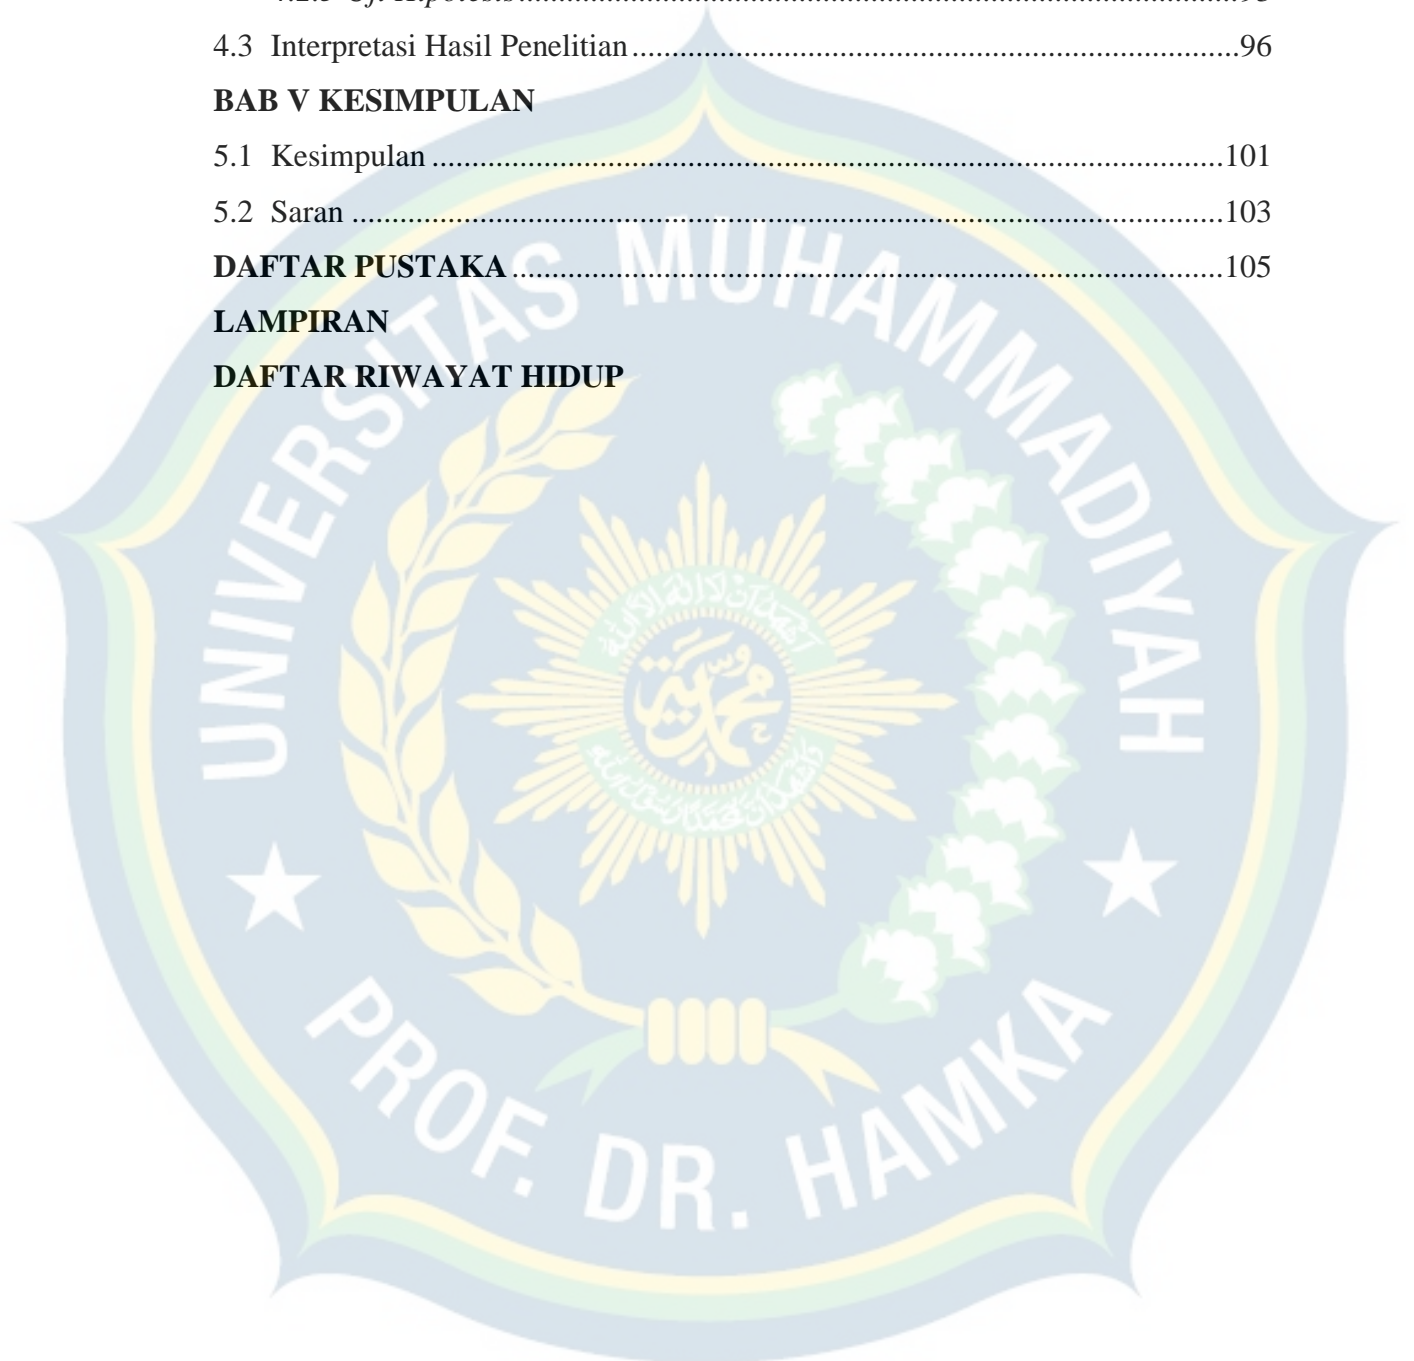 4.3 Interpretasi Hasil Penelitian........................................................................96
BAB V KESIMPULAN
5.1 Kesimpulan........................................................................101
5.2 Saran........................................................................103
DAFTAR PUSTAKA........................................................................105
LAMPIRAN
DAFTAR RIWAYAT HIDUP
UNIVERSITAS MUHAMMADIYAH
محمدية
PROF. DR. HAMKA